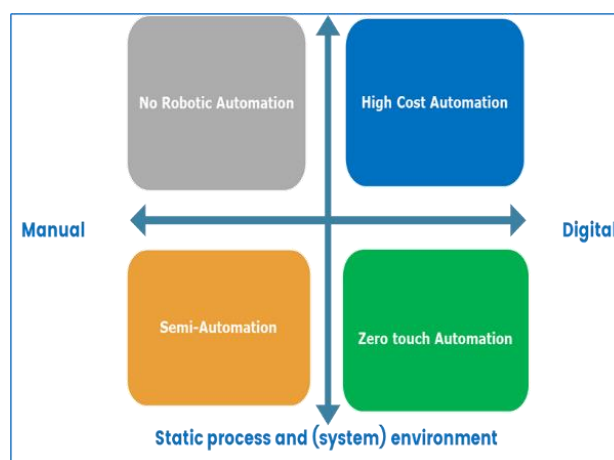 No Robotic Automation
High Cost Automation
Manual
Digital
Semi-Automation
Zero touch Automation
Static process and (system) environment